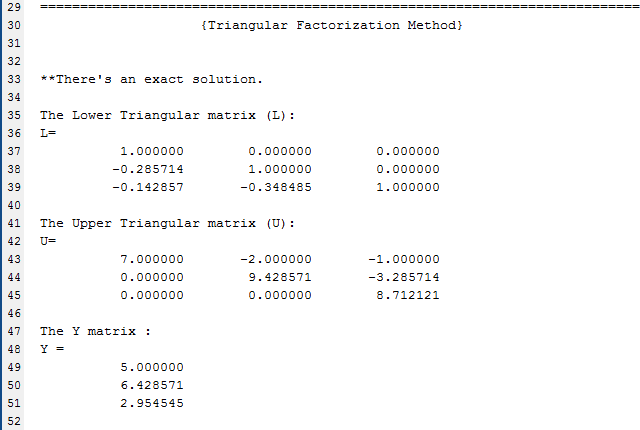 29 ===========================================================================
30 {Triangular Factorization Method}
31
32
33 **There's an exact solution.
34
35 The Lower Triangular matrix (L):
36 L=
37 1.000000 0.000000 0.000000
38 -0.285714 1.000000 0.000000
39 -0.142857 -0.348485 1.000000
40
41 The Upper Triangular matrix (U):
42 U=
43 7.000000 -2.000000 -1.000000
44 0.000000 9.428571 -3.285714
45 0.000000 0.000000 8.712121
46
47 The Y matrix :
48 Y =
49 5.000000
50 6.428571
51 2.954545
52